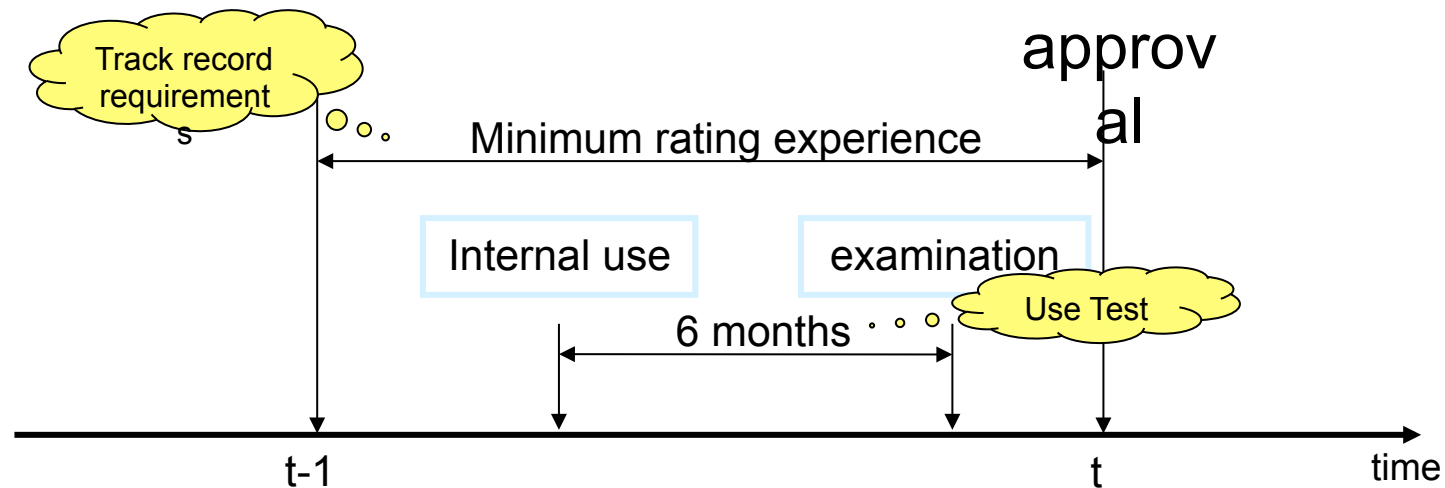 Track record
requirement
s
approv
al
Minimum rating experience
Internal use
examination
Use Test
6 months
t-1
t
time